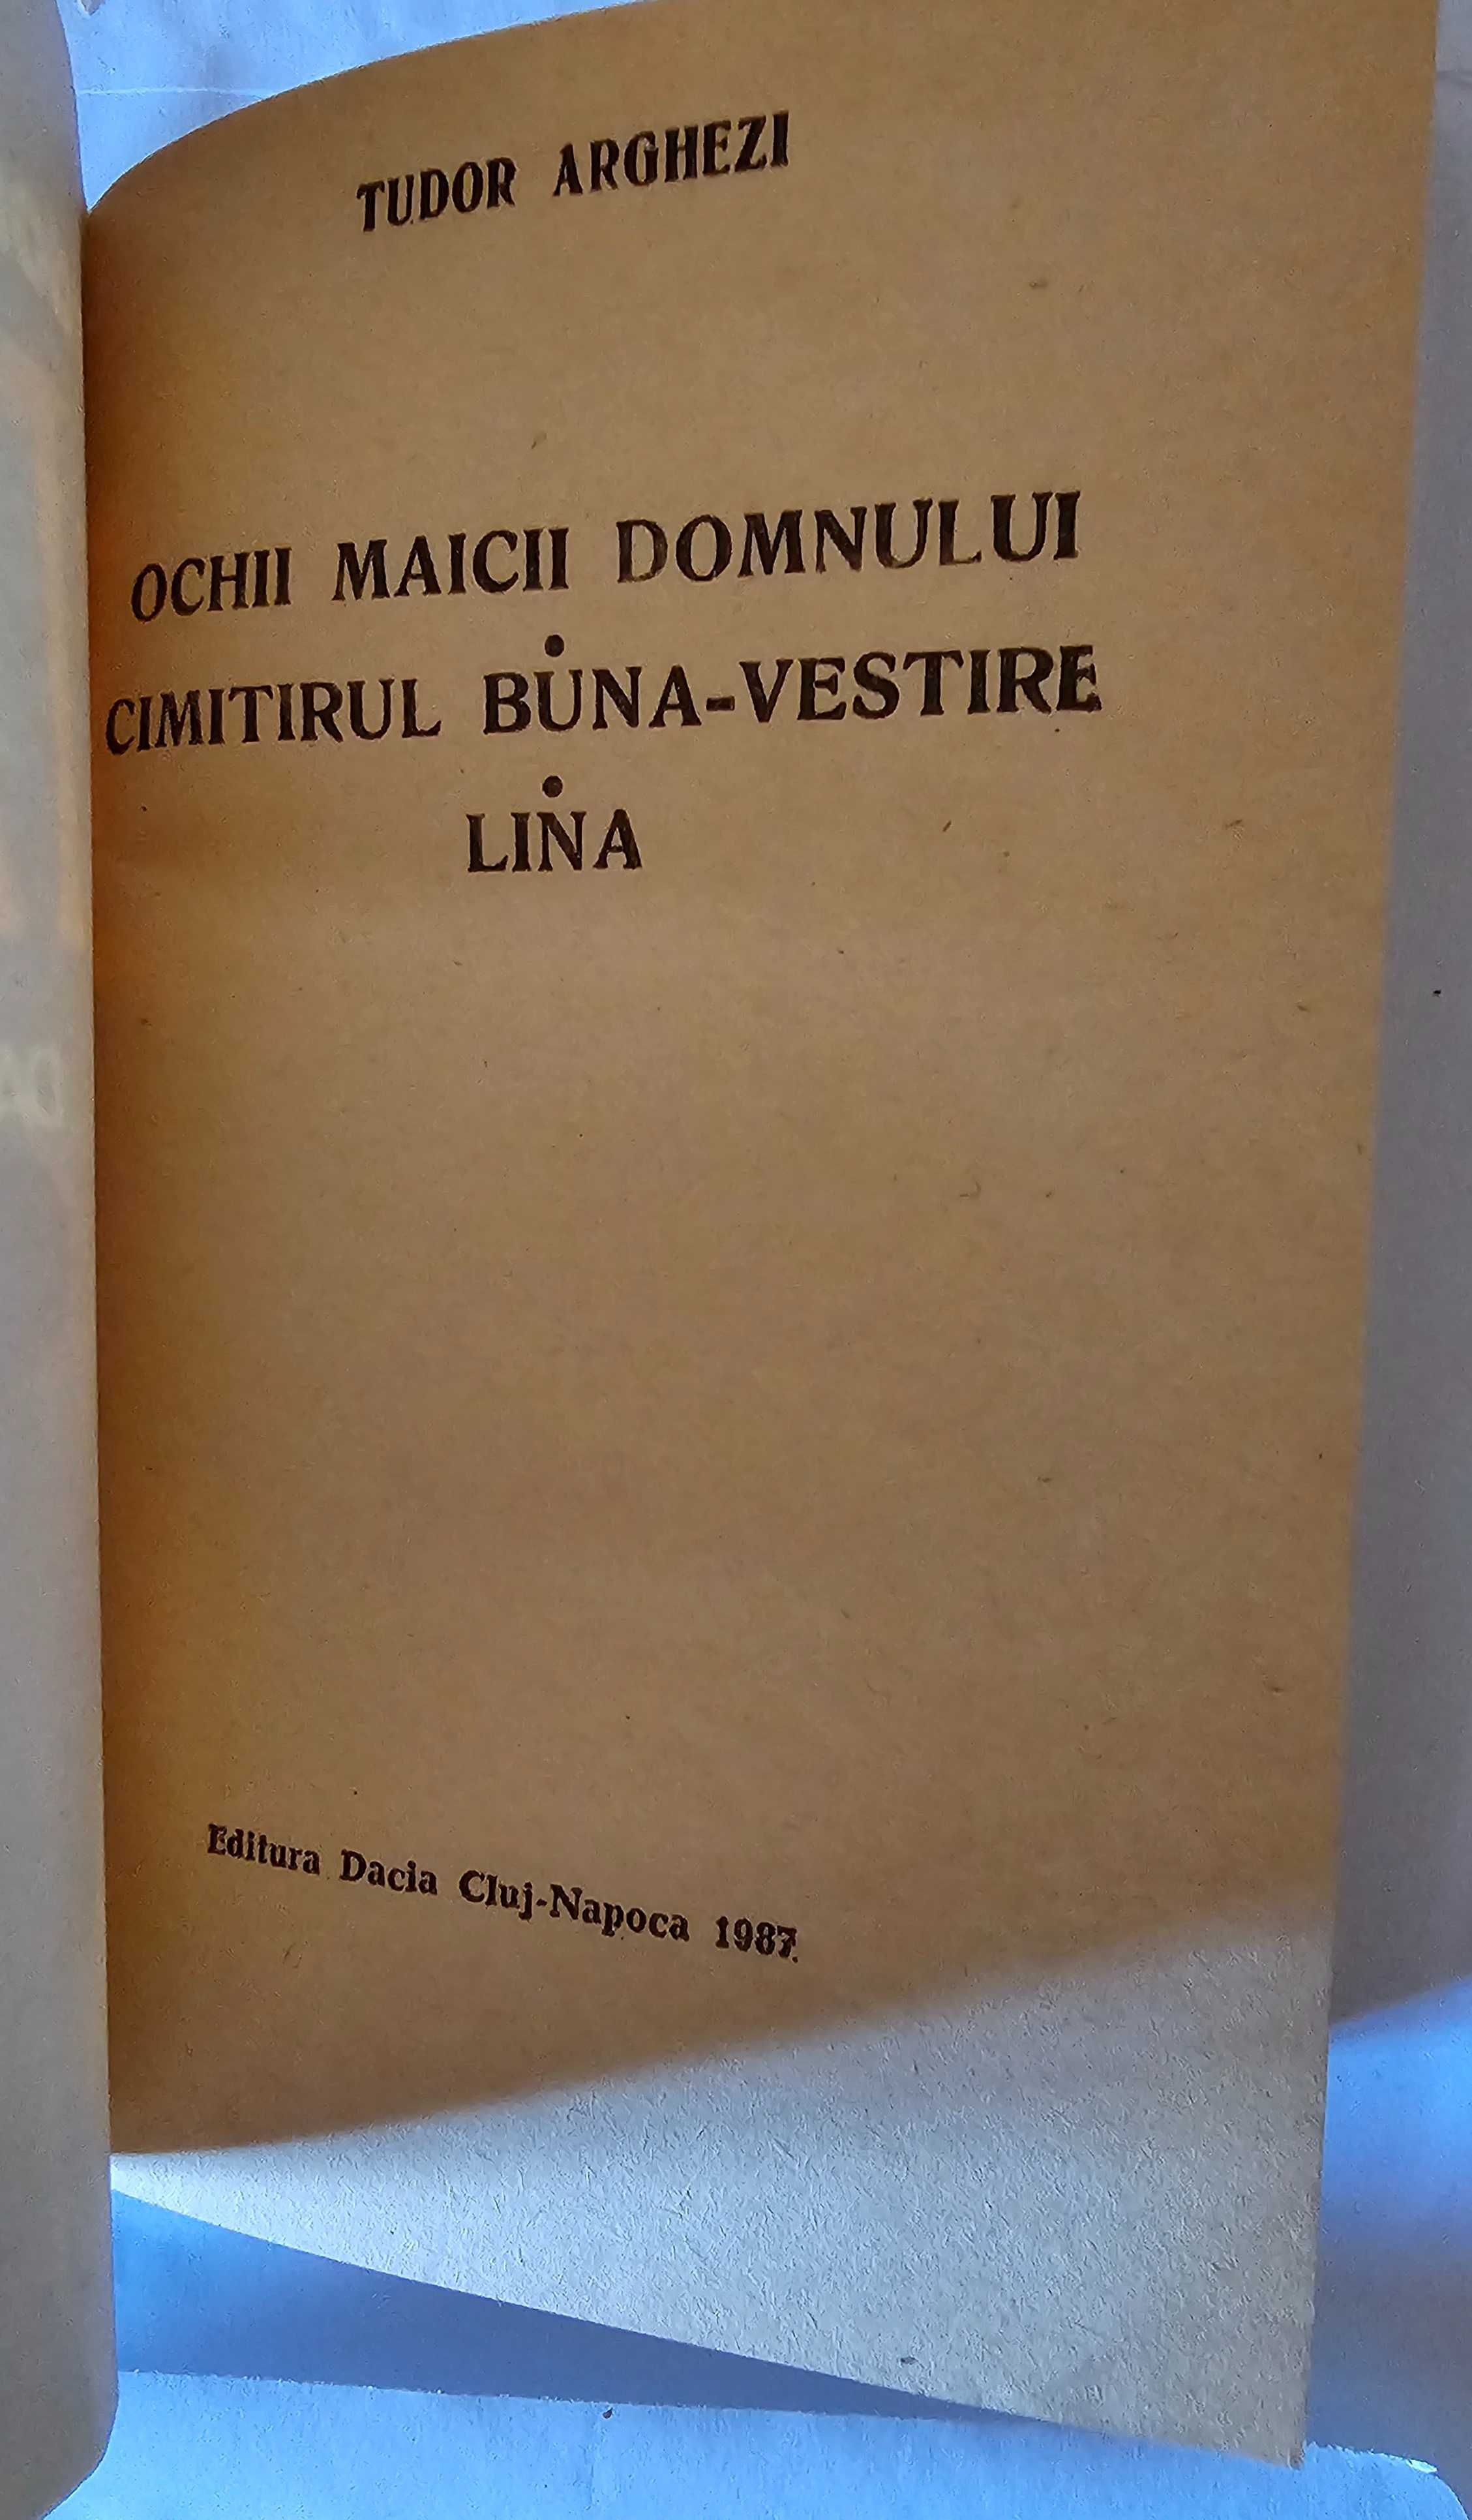 TUDOR ARGHEZI
OCHII MAICII DOMNULUI
•
CIMITIRUL BUNA-VESTIRE
•
LINA
Editura Dacia Cluj-Napoca 1987